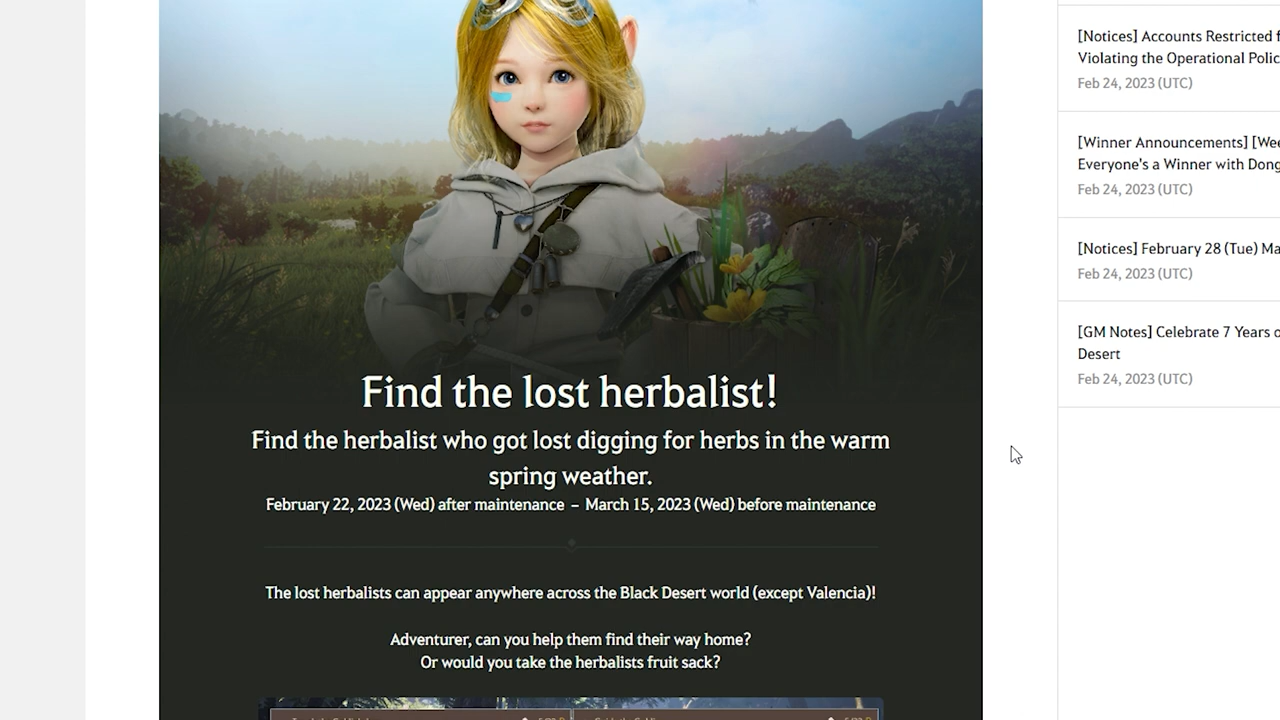 Find the lost herbalist!
Find the herbalist who got lost digging for herbs in the warm
spring weather.
February 22, 2023 (Wed) after maintenance – March 15, 2023 (Wed) before maintenance
The lost herbalists can appear anywhere across the Black Desert world (except Valencia)!
Adventurer, can you help them find their way home?
Or would you take the herbalists fruit sack?
[Notices] Accounts Restricted f
Violating the Operational Polic
Feb 24, 2023 (UTC)
[Winner Announcements] [Wee
Everyone's a Winner with Dong
Feb 24, 2023 (UTC)
[Notices] February 28 (Tue) Ma
Feb 24, 2023 (UTC)
[GM Notes] Celebrate 7 Years o
Desert
Feb 24, 2023 (UTC)